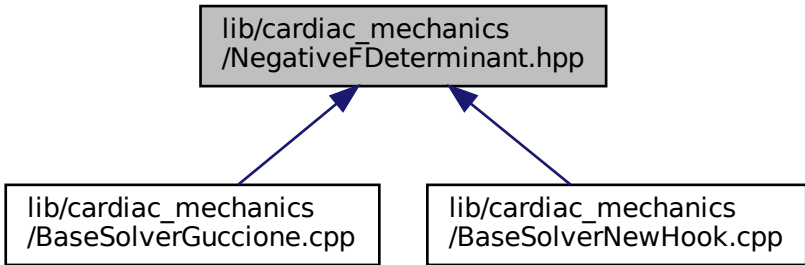 lib/cardiac_mechanics
/NegativeFDeterminant.hpp
lib/cardiac_mechanics
/BaseSolverGuccione.cpp
lib/cardiac_mechanics
/BaseSolverNewHook.cpp